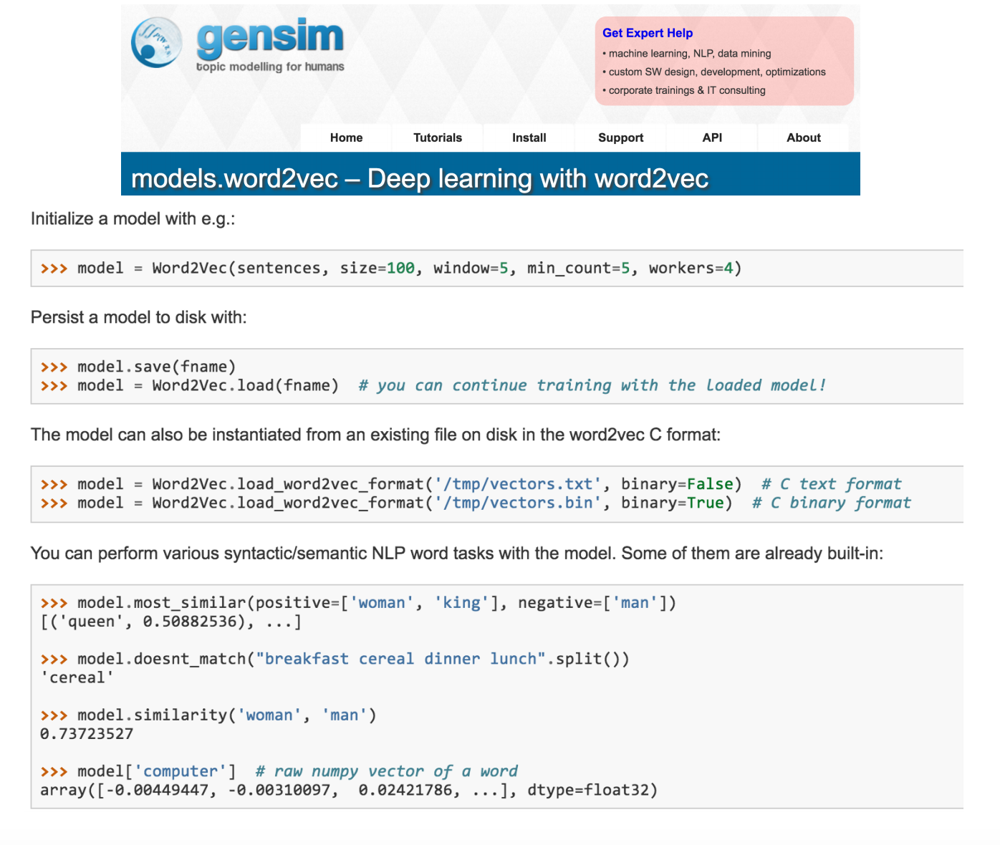 gensim
topic modelling for humans
Get Expert Help
• machine learning, NLP, data mining
• custom SW design, development, optimizations
• corporate trainings & IT consulting
Home Tutorials Install Support API About
models.word2vec – Deep learning with word2vec
Initialize a model with e.g.:
>>> model = Word2Vec(sentences, size=100, window=5, min_count=5, workers=4)
Persist a model to disk with:
>>> model.save(fname)
>>> model = Word2Vec.load(fname)  # you can continue training with the loaded model!
The model can also be instantiated from an existing file on disk in the word2vec C format:
>>> model = Word2Vec.load_word2vec_format('/tmp/vectors.txt', binary=False)  # C text format
>>> model = Word2Vec.load_word2vec_format('/tmp/vectors.bin', binary=True)  # C binary format
You can perform various syntactic/semantic NLP word tasks with the model. Some of them are already built-in:
>>> model.most_similar(positive=['woman', 'king'], negative=['man'])
[('queen', 0.50882536), ...]
>>> model.doesnt_match("breakfast cereal dinner lunch".split())
'cereal'
>>> model.similarity('woman', 'man')
0.73723527
>>> model['computer']  # raw numpy vector of a word
array([-0.00449447, -0.00310097,  0.02421786, ...], dtype=float32)